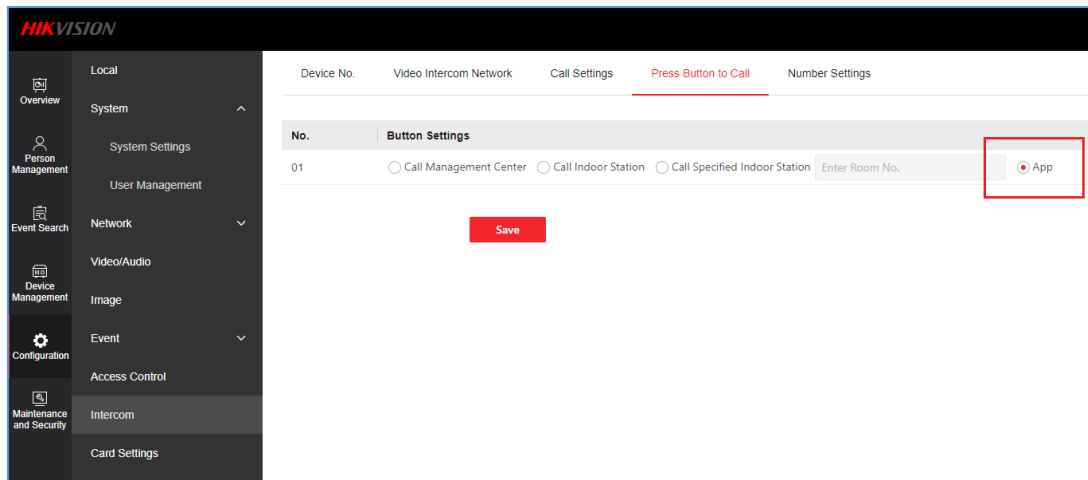 HIKVISION
Overview
Person
Management
Event Search
Device
Management
Configuration
Maintenance
and Security
Local
System
System Settings
User Management
Network
Video/Audio
Image
Event
Access Control
Intercom
Card Settings
Device No. Video Intercom Network Call Settings Press Button to Call Number Settings
No. Button Settings
01 Call Management Center Call Indoor Station Call Specified Indoor Station Enter Room No. App
Save